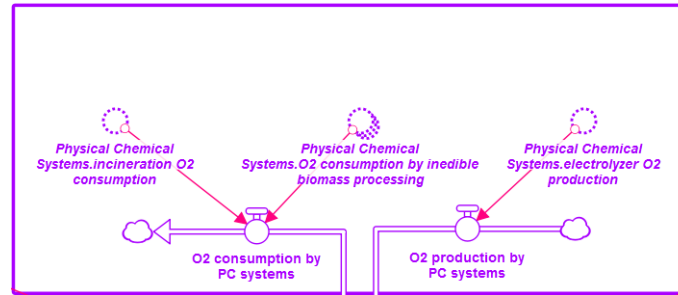 Physical Chemical
Systems.incineration O2
consumption
Physical Chemical
Systems.O2 consumption by inedible
biomass processing
Physical Chemical
Systems.electrolyzer O2
production
O2 consumption by
PC systems
O2 production by
PC systems